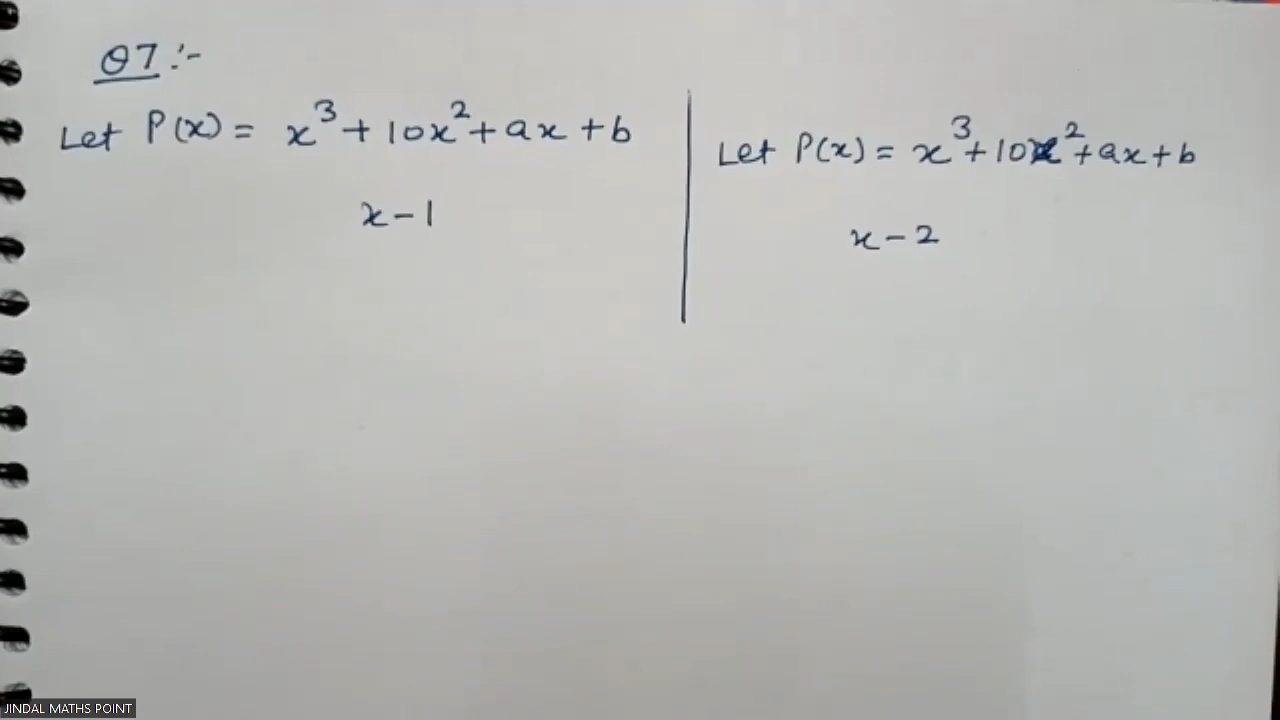 Q7 :-
Let P(x) = x³ + 10x² + ax + b
x - 1
Let P(x) = x³ + 10x² + ax + b
x - 2
JINDAL MATHS POINT